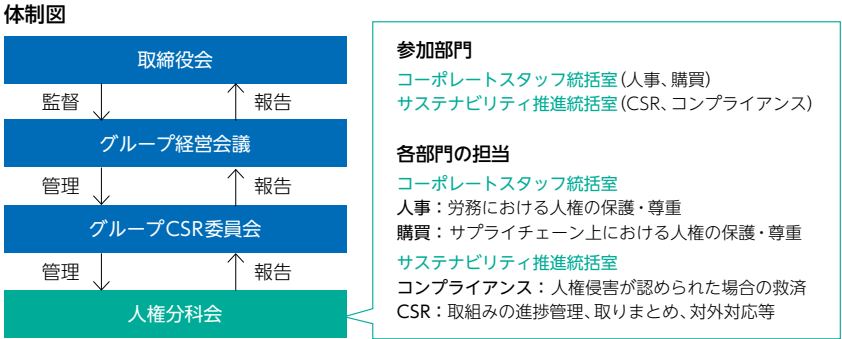 体制図
取締役会
監督 報告
グループ経営会議
管理 報告
グループCSR委員会
管理 報告
人権分科会
参加部門
コーポレートスタッフ統括室(人事、購買)
サステナビリティ推進統括室(CSR、コンプライアンス)
各部門の担当
コーポレートスタッフ統括室
人事：労務における人権の保護・尊重
購買：サプライチェーン上における人権の保護・尊重
サステナビリティ推進統括室
コンプライアンス：人権侵害が認められた場合の救済
CSR：取組みの進捗管理、取りまとめ、対外対応等